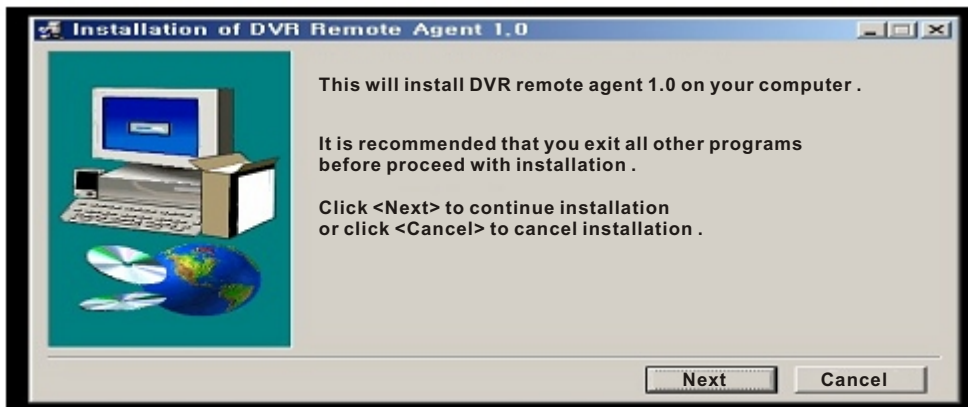 Installation of DVR Remote Agent 1.0
This will install DVR remote agent 1.0 on your computer .
It is recommended that you exit all other programs
before proceed with installation .
Click <Next> to continue installation
or click <Cancel> to cancel installation .
Next Cancel